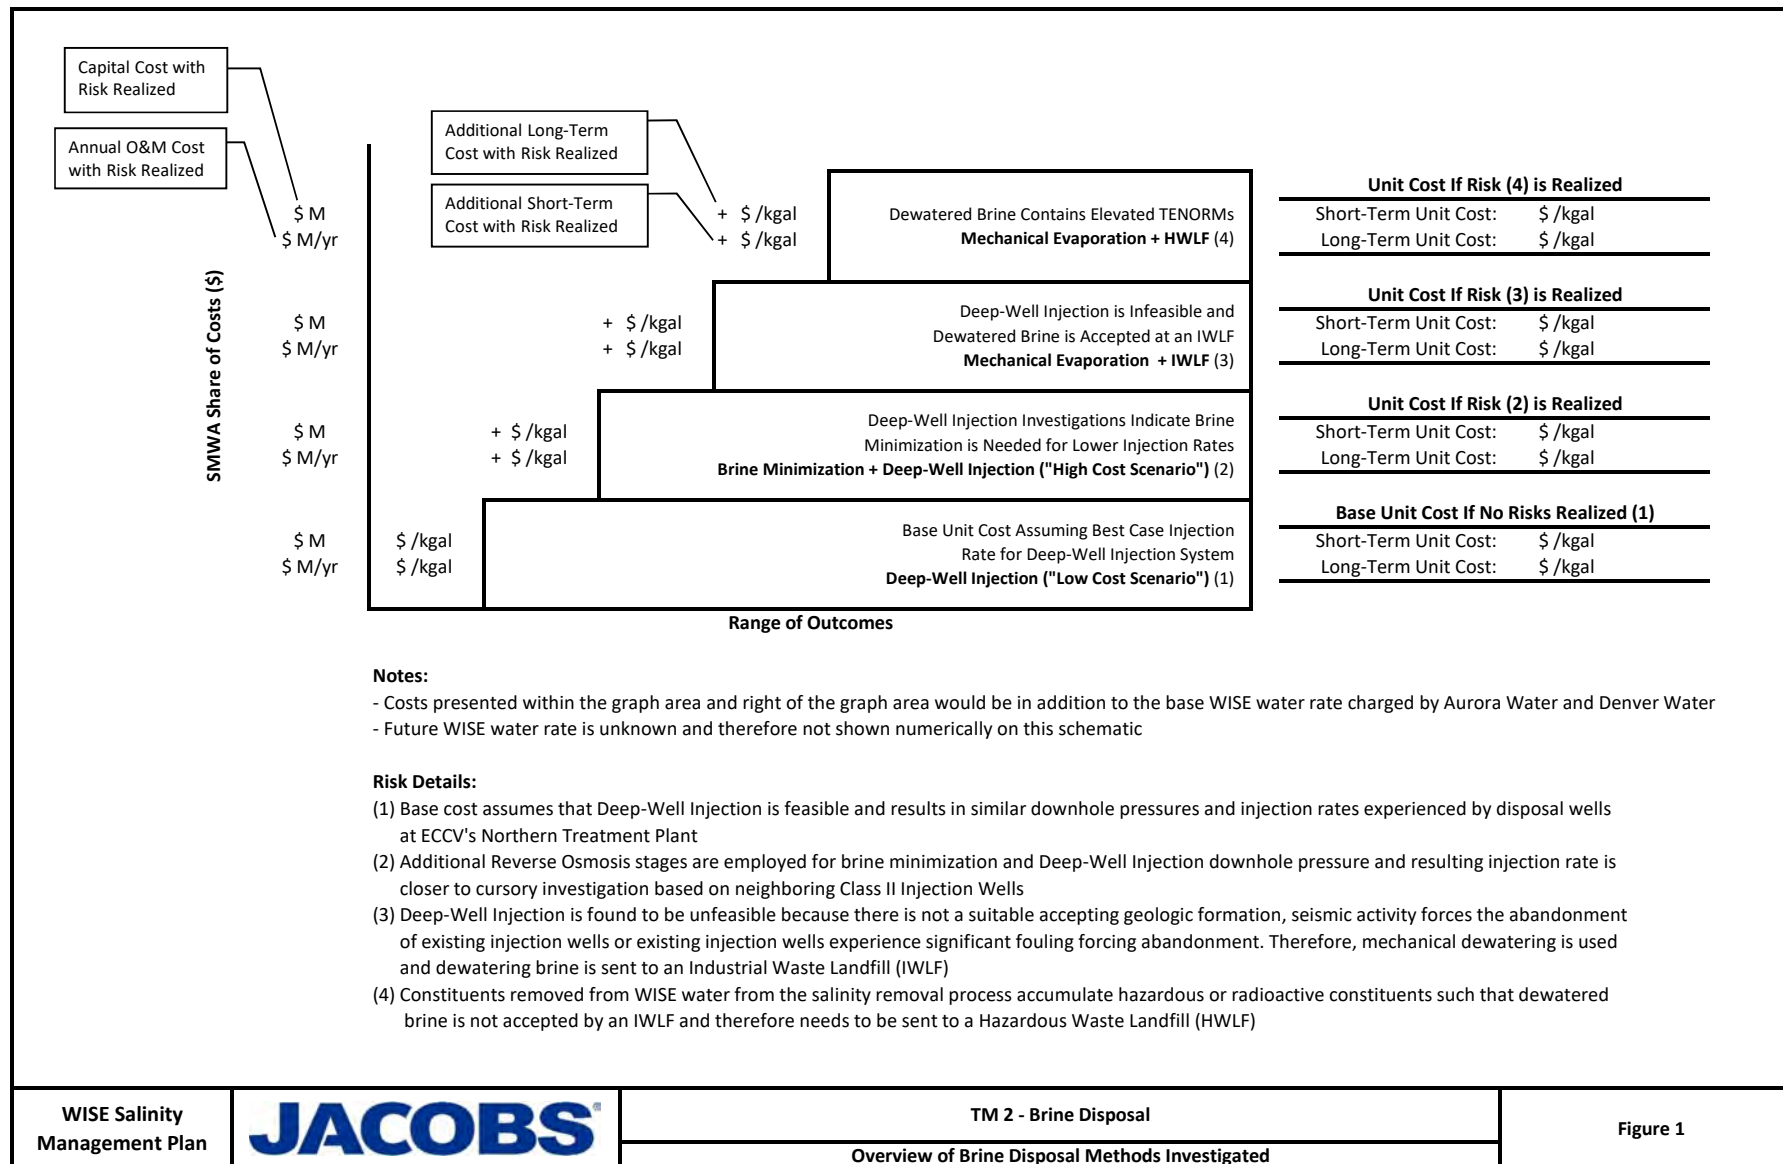 Capital Cost with
Risk Realized
Annual O&M Cost
with Risk Realized
Additional Long-Term
Cost with Risk Realized
Additional Short-Term
Cost with Risk Realized
SMWA Share of Costs ($)
$ M
$ M/yr
+ $ /kgal
+ $ /kgal
Dewatered Brine Contains Elevated TENORMs
Mechanical Evaporation + HWLF (4)
Unit Cost If Risk (4) is Realized
Short-Term Unit Cost: $ /kgal
Long-Term Unit Cost: $ /kgal
$ M
$ M/yr
+ $ /kgal
+ $ /kgal
Deep-Well Injection is Infeasible and
Dewatered Brine is Accepted at an IWLF
Mechanical Evaporation + IWLF (3)
Unit Cost If Risk (3) is Realized
Short-Term Unit Cost: $ /kgal
Long-Term Unit Cost: $ /kgal
$ M
$ M/yr
+ $ /kgal
+ $ /kgal
Deep-Well Injection Investigations Indicate Brine
Minimization is Needed for Lower Injection Rates
Brine Minimization + Deep-Well Injection ("High Cost Scenario") (2)
Unit Cost If Risk (2) is Realized
Short-Term Unit Cost: $ /kgal
Long-Term Unit Cost: $ /kgal
$ M
$ M/yr
$ /kgal
$ /kgal
Base Unit Cost Assuming Best Case Injection
Rate for Deep-Well Injection System
Deep-Well Injection ("Low Cost Scenario") (1)
Base Unit Cost If No Risks Realized (1)
Short-Term Unit Cost: $ /kgal
Long-Term Unit Cost: $ /kgal
Range of Outcomes
Notes:
- Costs presented within the graph area and right of the graph area would be in addition to the base WISE water rate charged by Aurora Water and Denver Water
- Future WISE water rate is unknown and therefore not shown numerically on this schematic
Risk Details:
(1) Base cost assumes that Deep-Well Injection is feasible and results in similar downhole pressures and injection rates experienced by disposal wells
at ECCV's Northern Treatment Plant
(2) Additional Reverse Osmosis stages are employed for brine minimization and Deep-Well Injection downhole pressure and resulting injection rate is
closer to cursory investigation based on neighboring Class II Injection Wells
(3) Deep-Well Injection is found to be unfeasible because there is not a suitable accepting geologic formation, seismic activity forces the abandonment
of existing injection wells or existing injection wells experience significant fouling forcing abandonment. Therefore, mechanical dewatering is used
and dewatering brine is sent to an Industrial Waste Landfill (IWLF)
(4) Constituents removed from WISE water from the salinity removal process accumulate hazardous or radioactive constituents such that dewatered
brine is not accepted by an IWLF and therefore needs to be sent to a Hazardous Waste Landfill (HWLF)
WISE Salinity
Management Plan
JACOBS®
TM 2 - Brine Disposal
Overview of Brine Disposal Methods Investigated
Figure 1